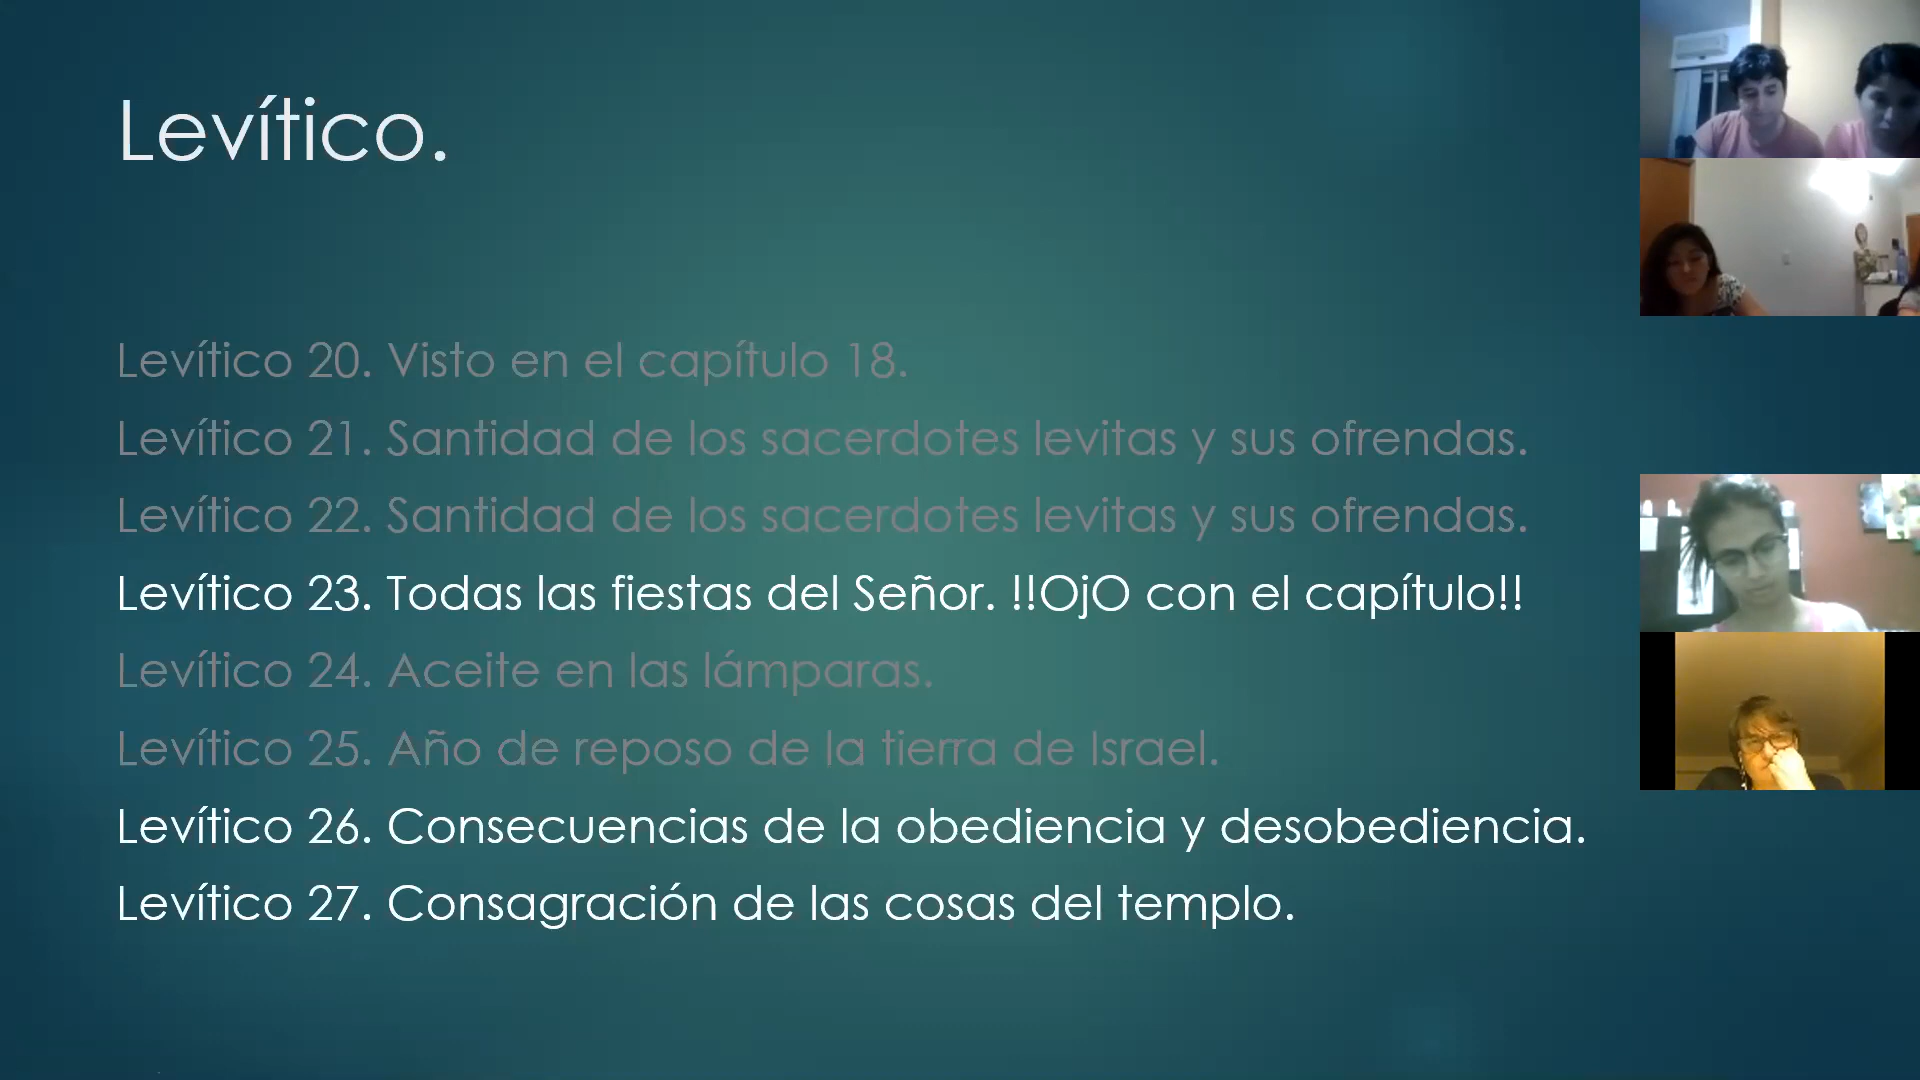 Levítico.
Levítico 20. Visto en el capítulo 18.
Levítico 21. Santidad de los sacerdotes levitas y sus ofrendas.
Levítico 22. Santidad de los sacerdotes levitas y sus ofrendas.
Levítico 23. Todas las fiestas del Señor. !!OjO con el capítulo!!
Levítico 24. Aceite en las lámparas.
Levítico 25. Año de reposo de la tierra de Israel.
Levítico 26. Consecuencias de la obediencia y desobediencia.
Levítico 27. Consagración de las cosas del templo.